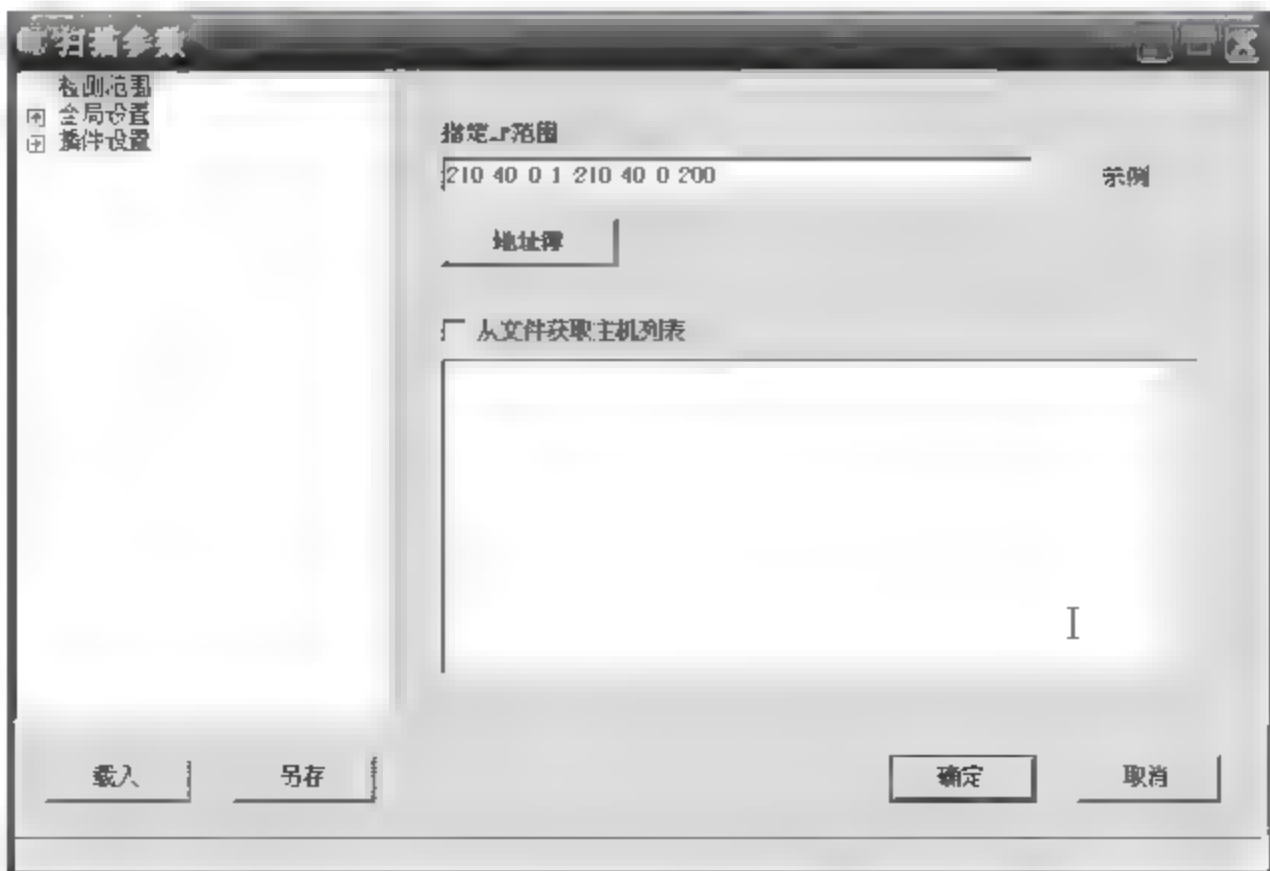 扫描参数
检测范围
全局设置
插件设置
指定IP范围
210 40 0 1 210 40 0 200
示例
地址簿
从文件获取主机列表
载入
另存
确定
取消